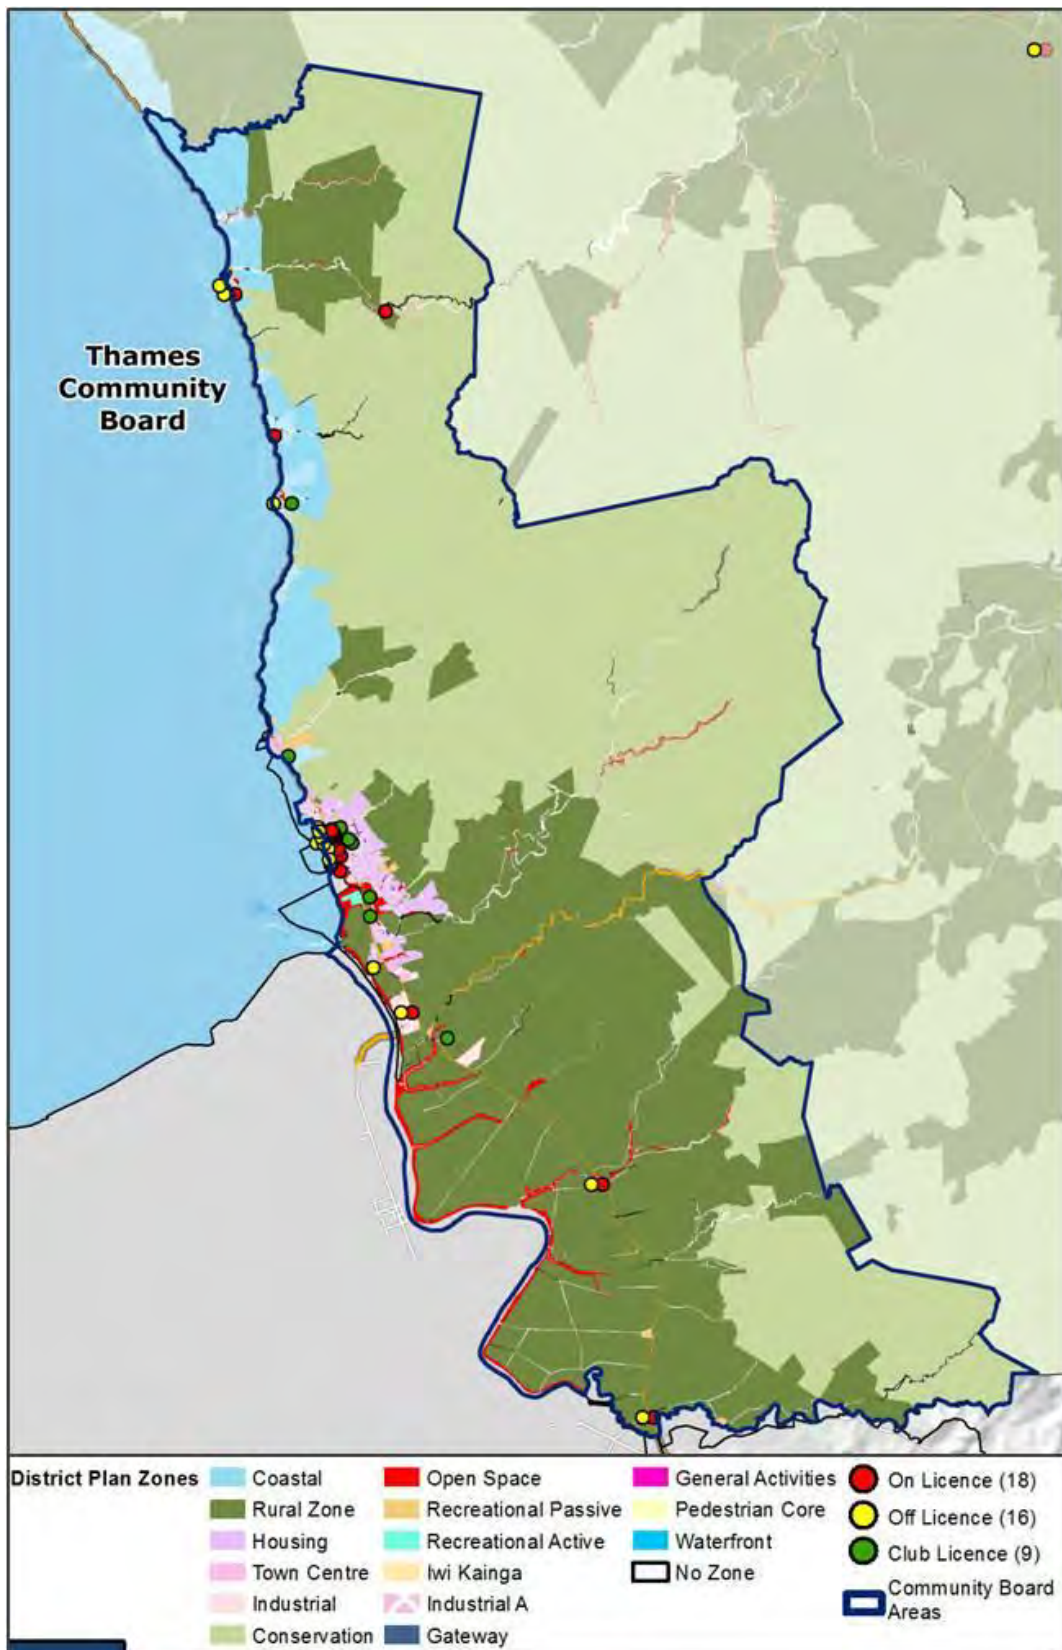 Thames
Community
Board
District Plan Zones
Coastal
Rural Zone
Housing
Town Centre
Industrial
Conservation
Open Space
Recreational Passive
Recreational Active
Iwi Kainga
Industrial A
Gateway
General Activities
Pedestrian Core
Waterfront
No Zone
On Licence (18)
Off Licence (16)
Club Licence (9)
Community Board
Areas